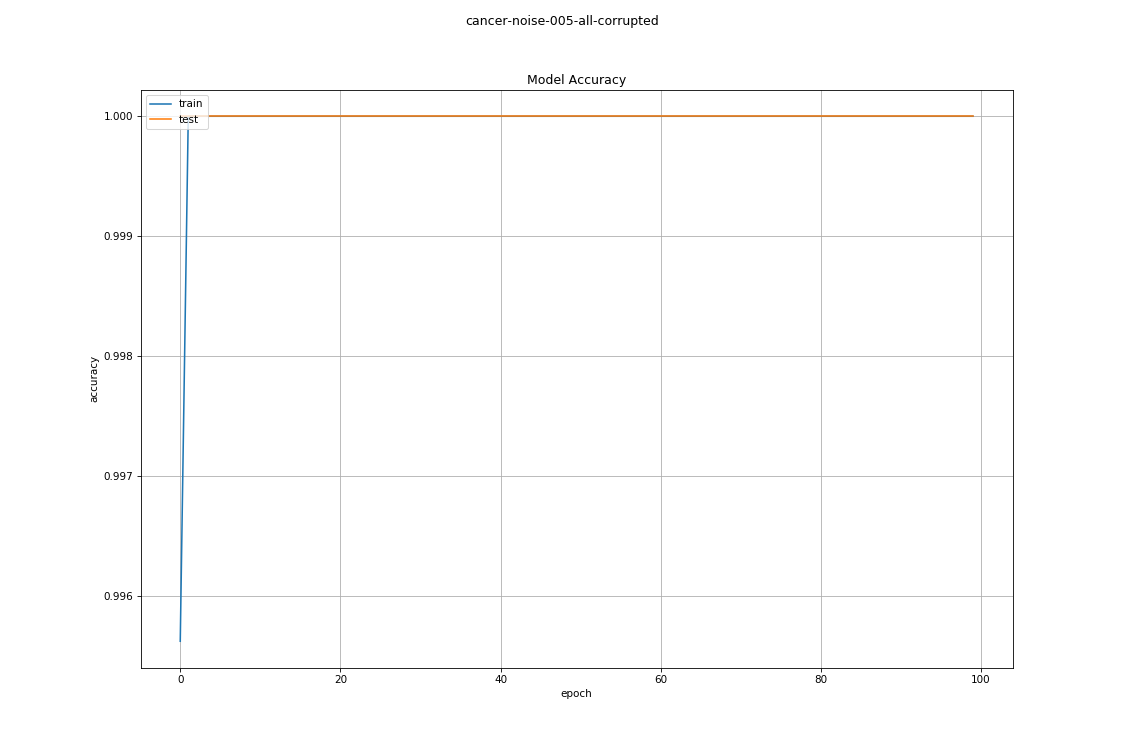 cancer-noise-005-all-corrupted
Model Accuracy
train
test
1.000
0.999
0.998
0.997
0.996
accuracy
0 20 40 60 80 100
epoch